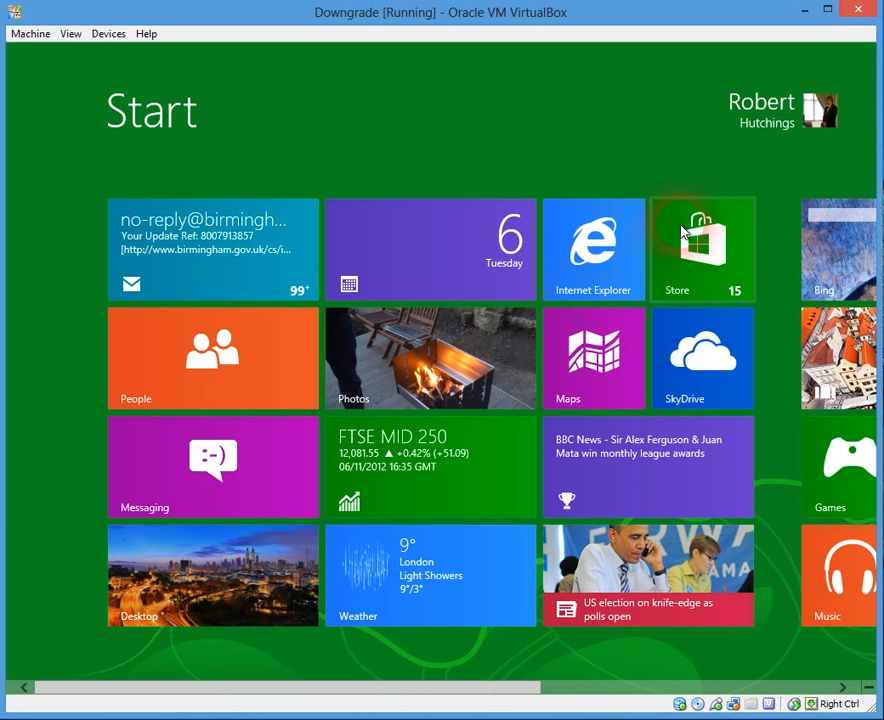 Downgrade [Running] - Oracle VM VirtualBox
Machine View Devices Help
Start
Robert
Hutchings
no-reply@birmingh...
Your Update Ref: 8007913857
[http://www.birmingham.gov.uk/cs/i...
99+
6
Tuesday
Internet Explorer
Store 15
Bing
People
Photos
Maps
SkyDrive
Messaging
FTSE MID 250
12,081.55 ▲ +0.42% (+51.09)
06/11/2012 16:35 GMT
BBC News - Sir Alex Ferguson & Juan
Mata win monthly league awards
Games
Desktop
9°
London
Light Showers
9°/3°
Weather
US election on knife-edge as
polls open
Music
Right Ctrl